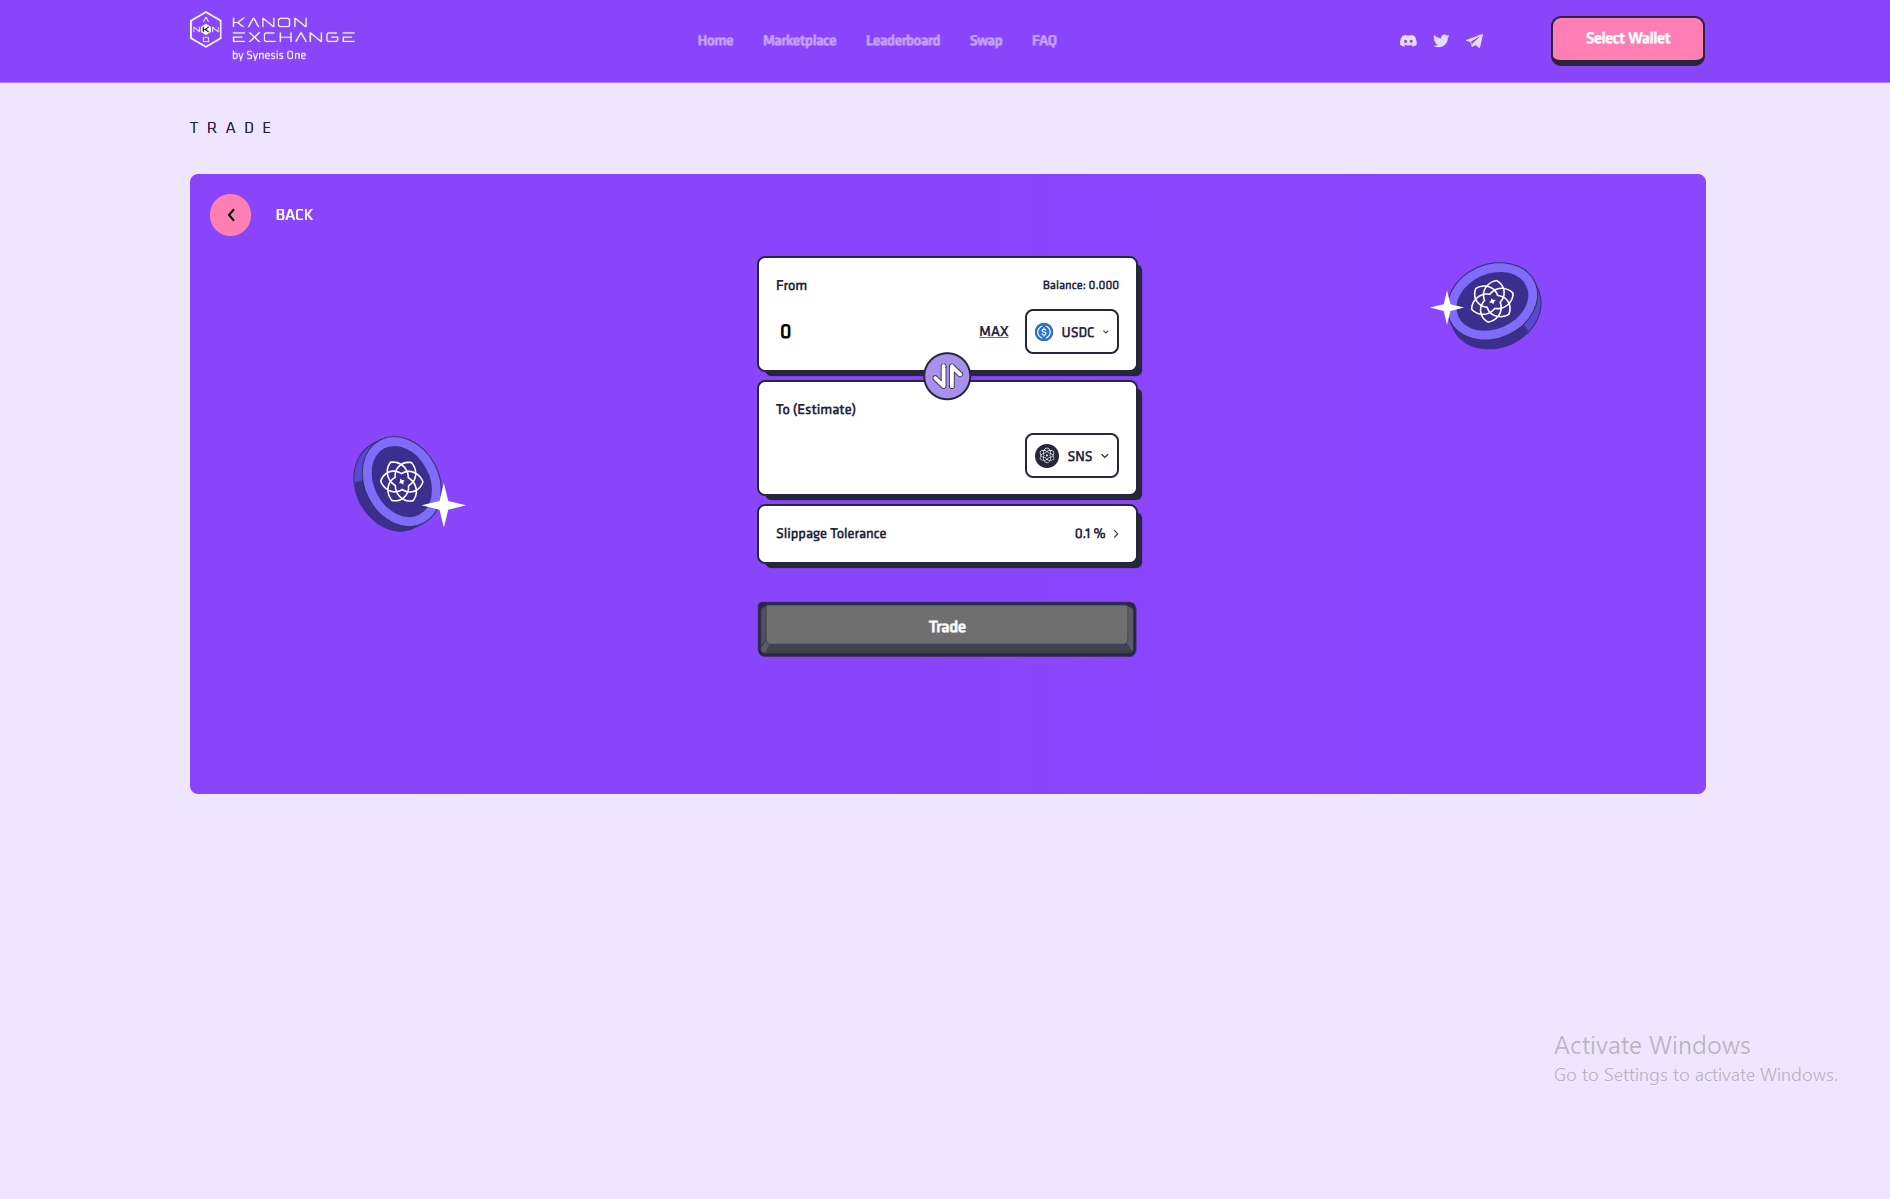 KANON
EXCHANGE
by Synesis One
Home Marketplace Leaderboard Swap FAQ
Select Wallet
TRADE
BACK
From Balance: 0.000
0 MAX USDC
To (Estimate)
SNS
Slippage Tolerance 0.1 %
Trade
Activate Windows
Go to Settings to activate Windows.